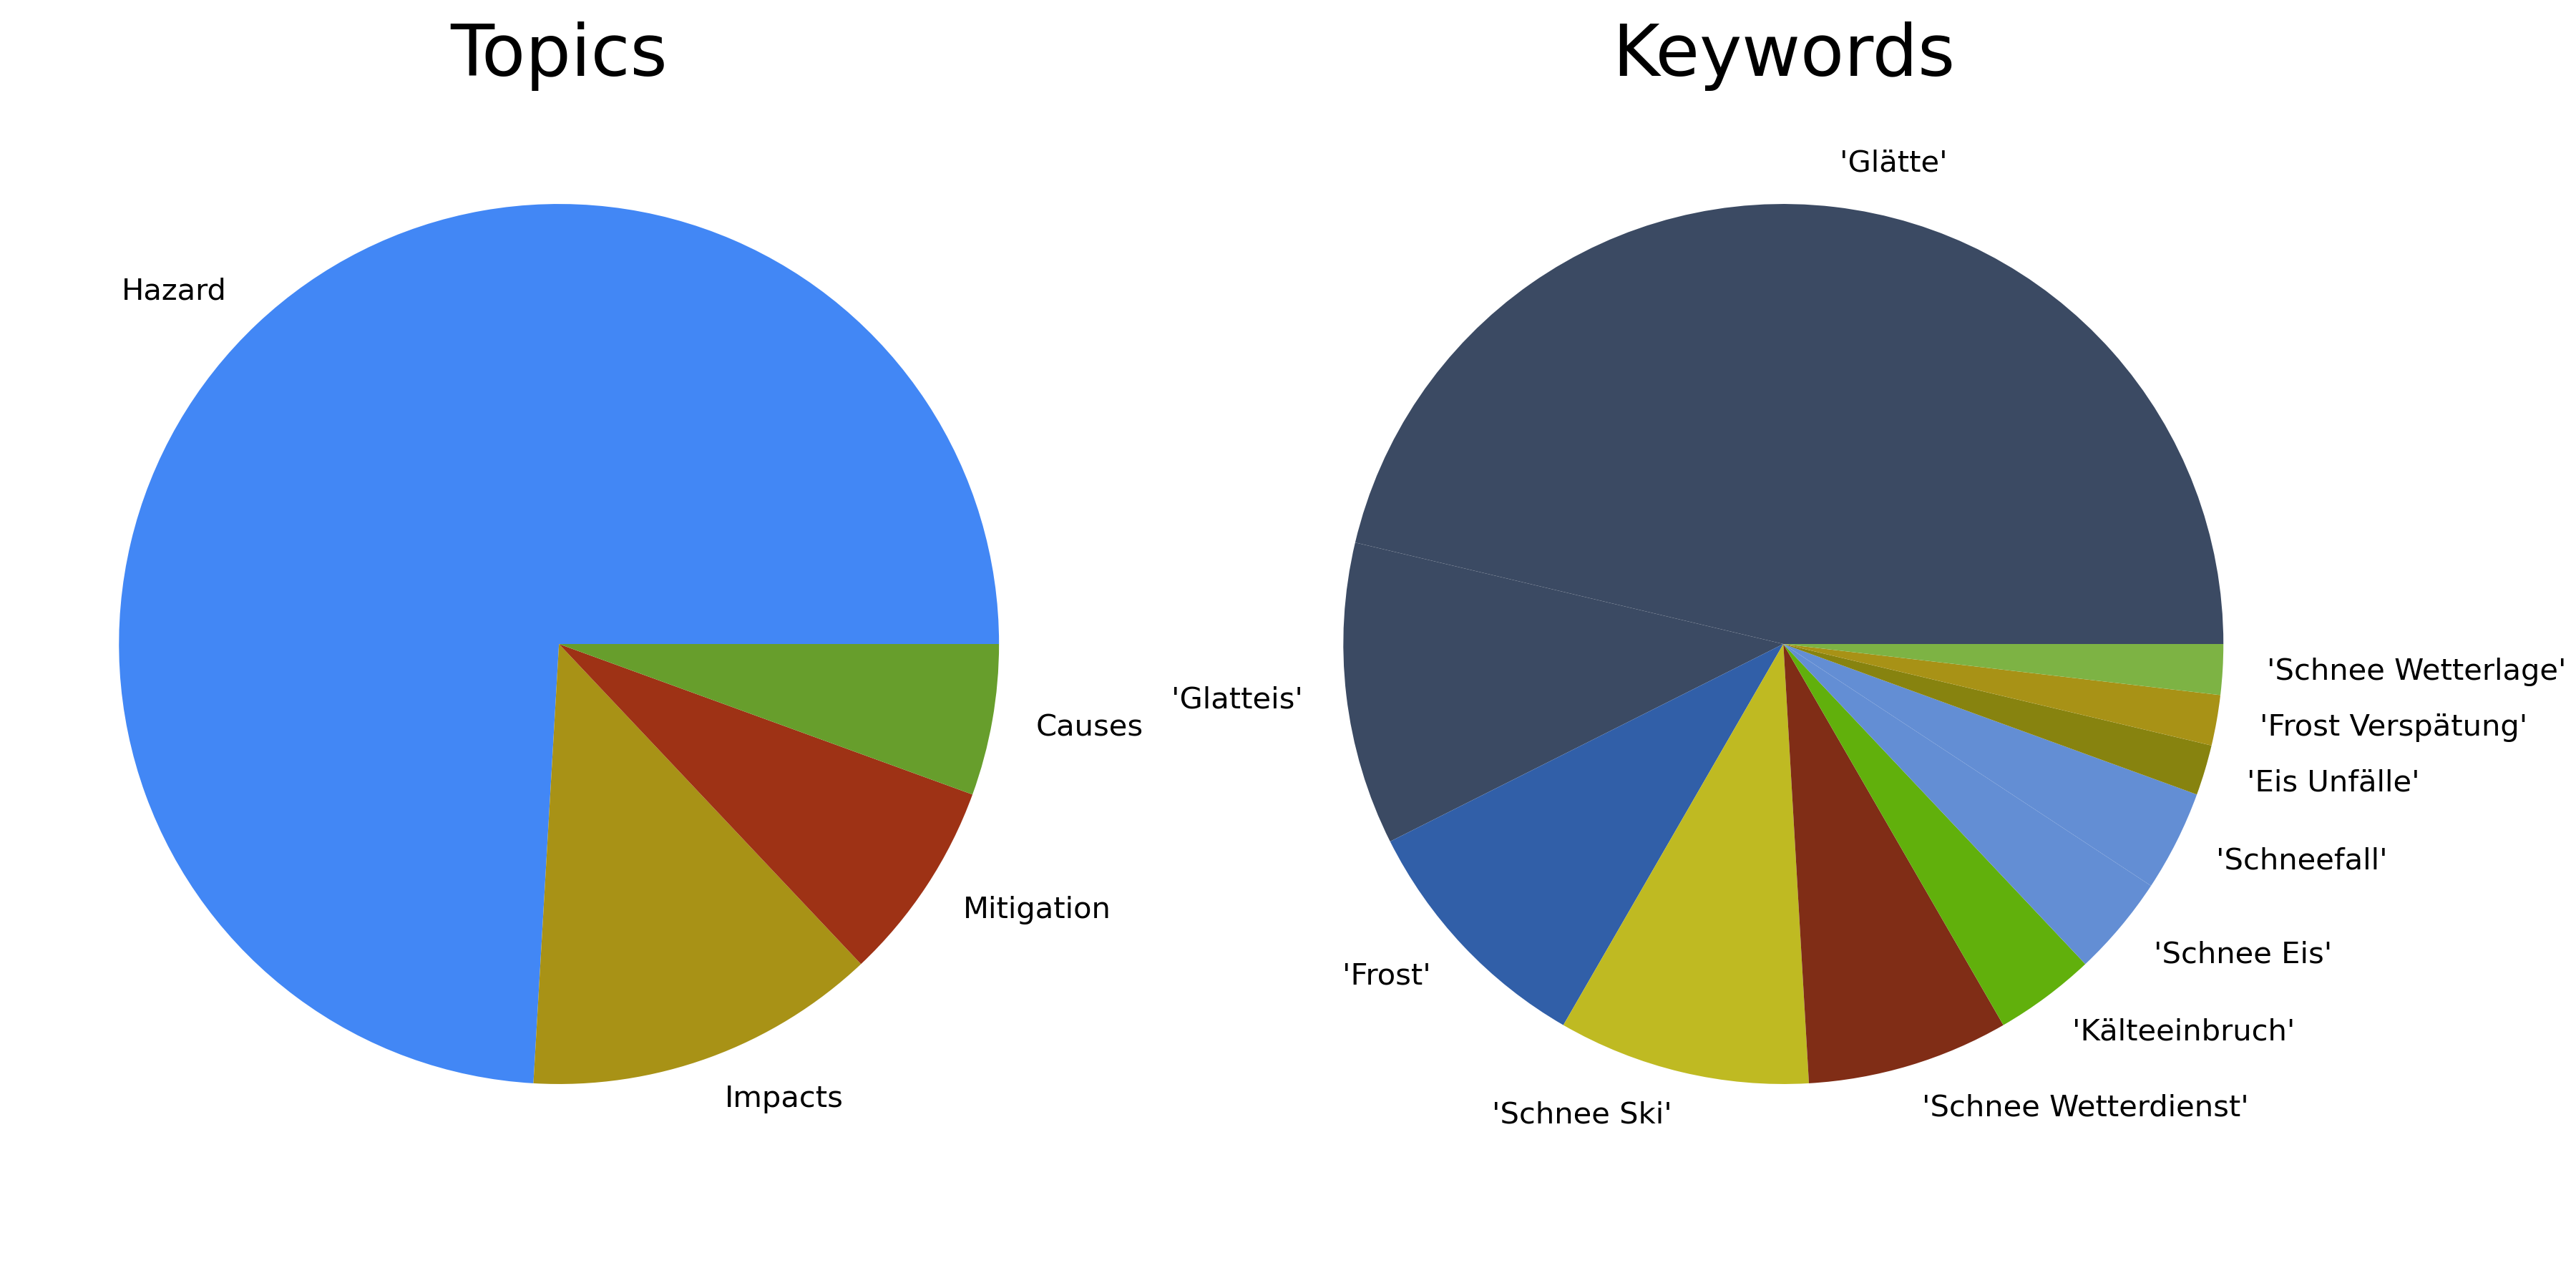 Topics
Hazard
Causes
Mitigation
Impacts
Keywords
'Glätte'
'Glatteis'
'Frost'
'Schnee Ski'
'Schnee Wetterdienst'
'Kälteeinbruch'
'Schnee Eis'
'Schneefall'
'Eis Unfälle'
'Frost Verspätung'
'Schnee Wetterlage'